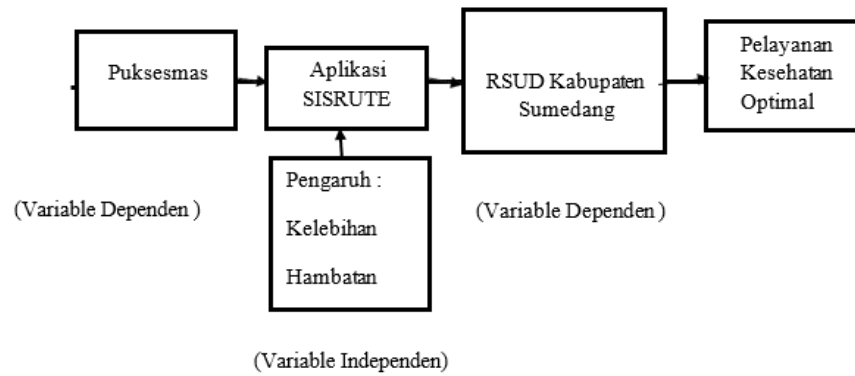 Puksesmas
Aplikasi
SISRUTE
RSUD Kabupaten
Sumedang
Pelayanan
Kesehatan
Optimal
Pengaruh :
Kelebihan
Hambatan
(Variable Dependen )
(Variable Dependen )
(Variable Independen)